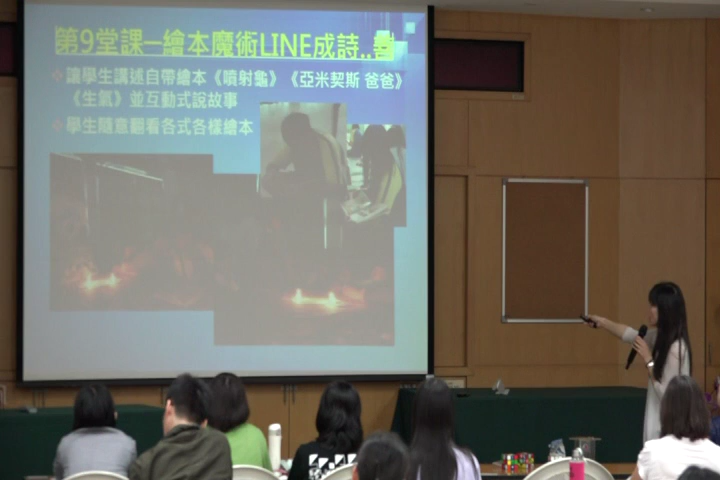 第9堂課─繪本魔術LINE成詩..
讓學生講述自帶繪本《噴射龜》《亞米契斯 爸爸》
《生氣》並互動式說故事
學生隨意翻看各式各樣繪本